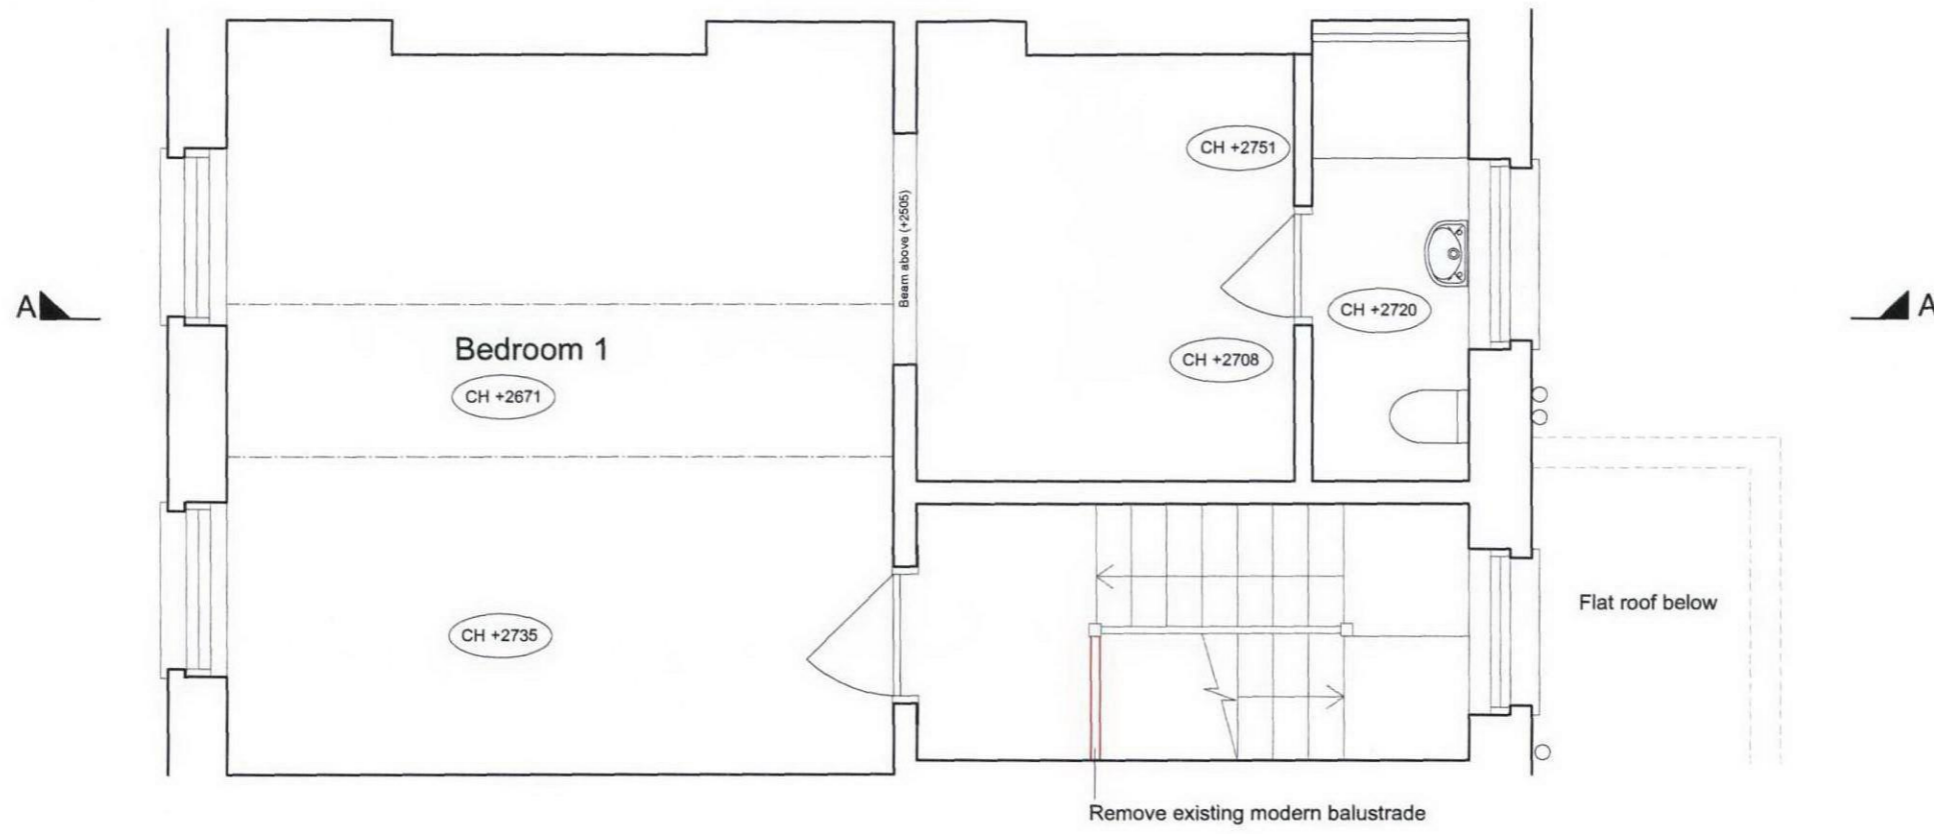 CH +2751
Beam above (+2505)
A
CH +2720
A
Bedroom 1
CH +2708
CH +2671
Flat roof below
CH +2735
Remove existing modern balustrade